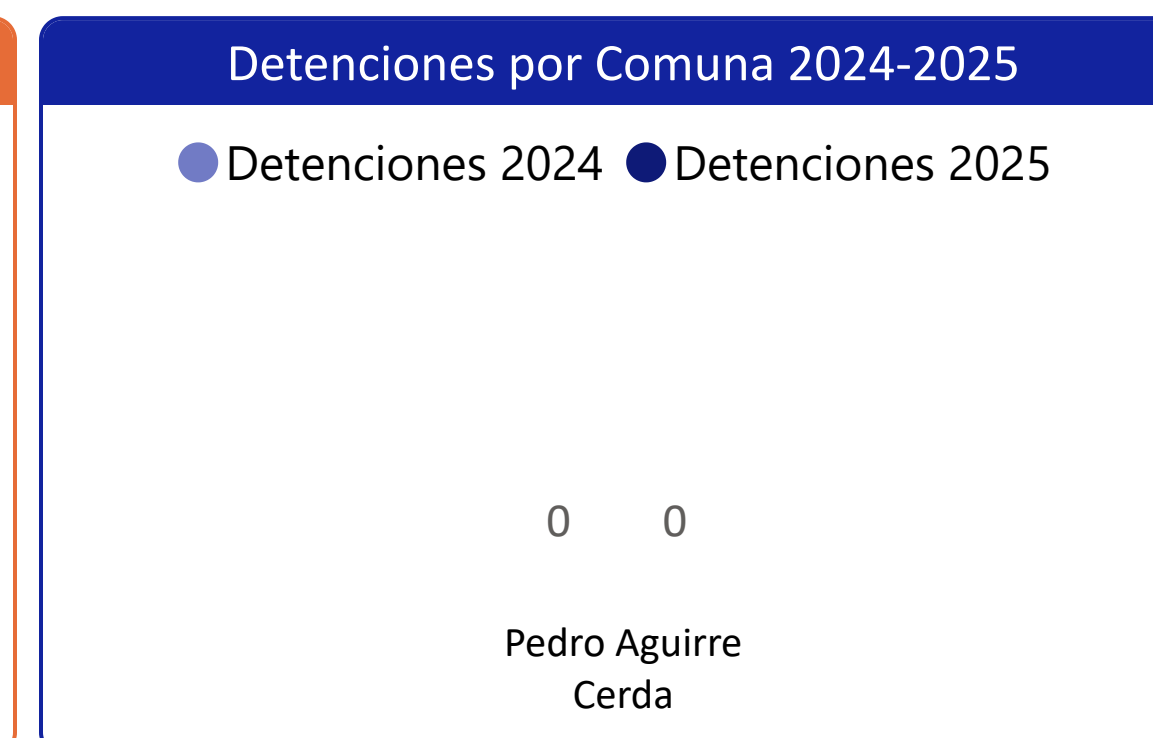 Detenciones por Comuna 2024-2025
Detenciones 2024 Detenciones 2025
0 0
Pedro Aguirre
Cerda